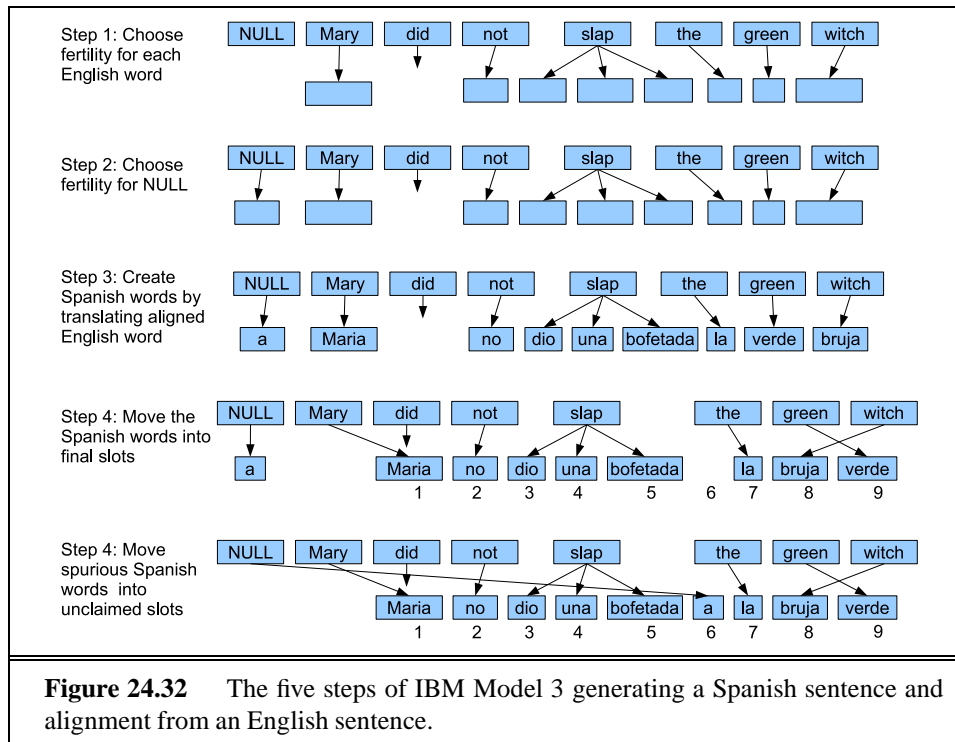 Step 1: Choose
fertility for each
English word
NULL Mary did not slap the green witch
Step 2: Choose
fertility for NULL
NULL Mary did not slap the green witch
Step 3: Create
Spanish words by
translating aligned
English word
NULL Mary did not slap the green witch
a Maria no dio una bofetada la verde bruja
Step 4: Move the
Spanish words into
final slots
NULL Mary did not slap the green witch
a Maria no dio una bofetada la bruja verde
1 2 3 4 5 6 7 8 9
Step 4: Move
spurious Spanish
words into
unclaimed slots
NULL Mary did not slap the green witch
Maria no dio una bofetada a la bruja verde
1 2 3 4 5 6 7 8 9
Figure 24.32 The five steps of IBM Model 3 generating a Spanish sentence and
alignment from an English sentence.